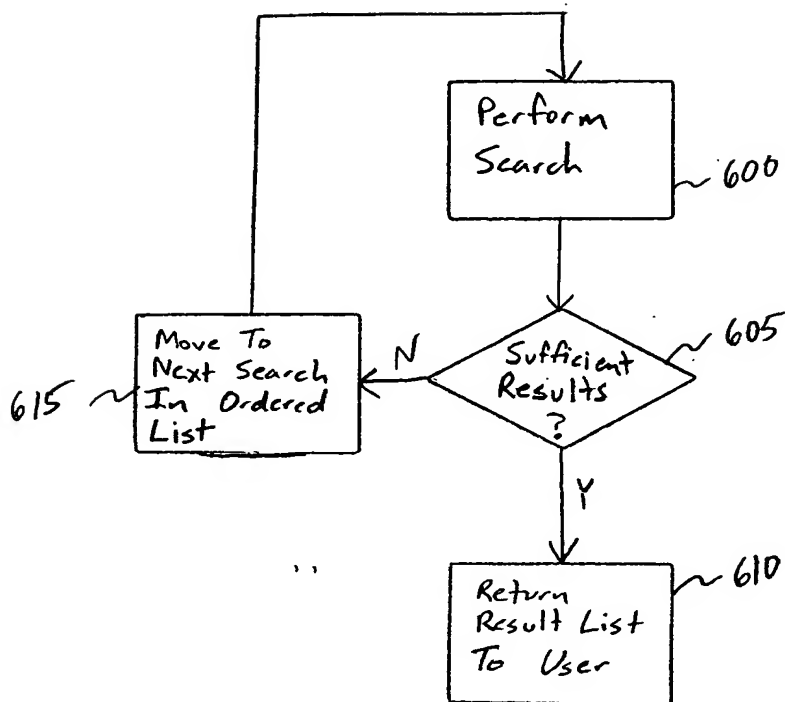 Perform
Search
600
Sufficient
Results
?
605
N
Move To
Next Search
In Ordered
List
615
Y
Return
Result List
To User
610